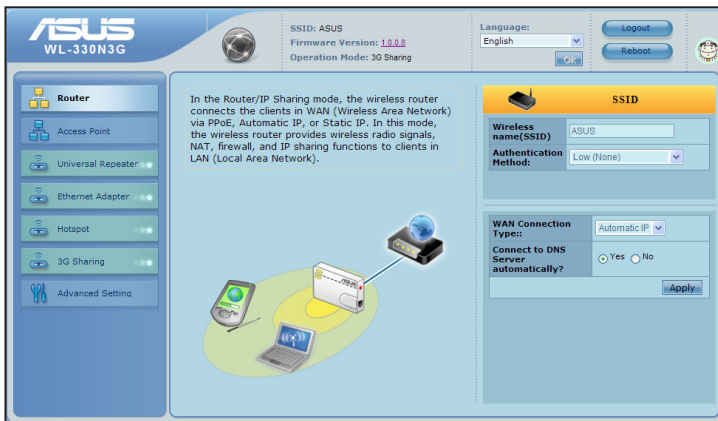 ASUS
WL-330N3G
SSID: ASUS
Firmware Version: 1.0.0.8
Operation Mode: 3G Sharing
Language:
English
OK
Logout
Reboot
Router
Access Point
Universal Repeater
Ethernet Adapter
Hotspot
3G Sharing
Advanced Setting
In the Router/IP Sharing mode, the wireless router
connects the clients in WAN (Wireless Area Network)
via PPoE, Automatic IP, or Static IP. In this mode,
the wireless router provides wireless radio signals,
NAT, firewall, and IP sharing functions to clients in
LAN (Local Area Network).
SSID
Wireless
name(SSID)
ASUS
Authentication
Method:
Low (None)
WAN Connection
Type::
Automatic IP
Connect to DNS
Server
automatically?
Yes No
Apply